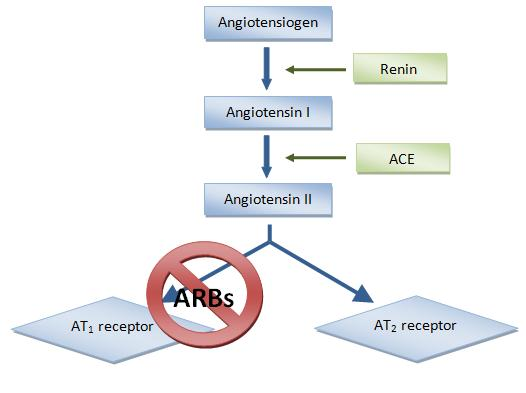 Angiotensiogen
Renin
Angiotensin I
ACE
Angiotensin II
ARBs
AT₁ receptor
AT₂ receptor